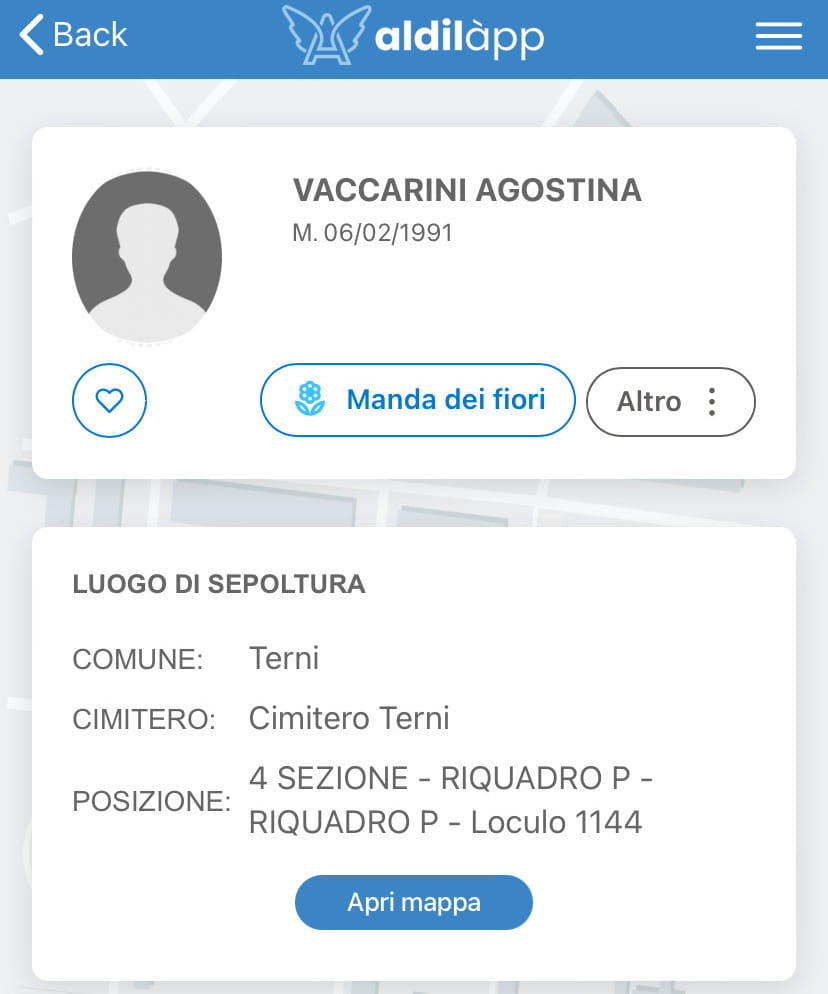 Back
aldilàpp
VACCARINI AGOSTINA
M. 06/02/1991
Manda dei fiori
Altro
LUOGO DI SEPOLTURA
COMUNE: Terni
CIMITERO: Cimitero Terni
POSIZIONE: 4 SEZIONE - RIQUADRO P -
RIQUADRO P - Loculo 1144
Apri mappa